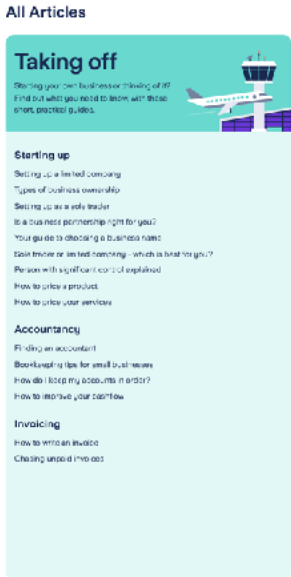 All Articles
Taking off
Starting your own business or thinking of it?
Find out what you need to know, with these
short, practical guides.
Starting up
Setting up a limited company
Types of business ownership
Setting up as a sole trader
Is a business partnership right for you?
Your guide to choosing a business name
Sole trader or limited company - which is best for you?
Person with significant control explained
How to price a product
How to price your services
Accountancy
Finding an accountant
Bookkeeping tips for small businesses
How do I keep my accounts in order?
How to improve your cashflow
Invoicing
How to write an invoice
Chasing unpaid invoices